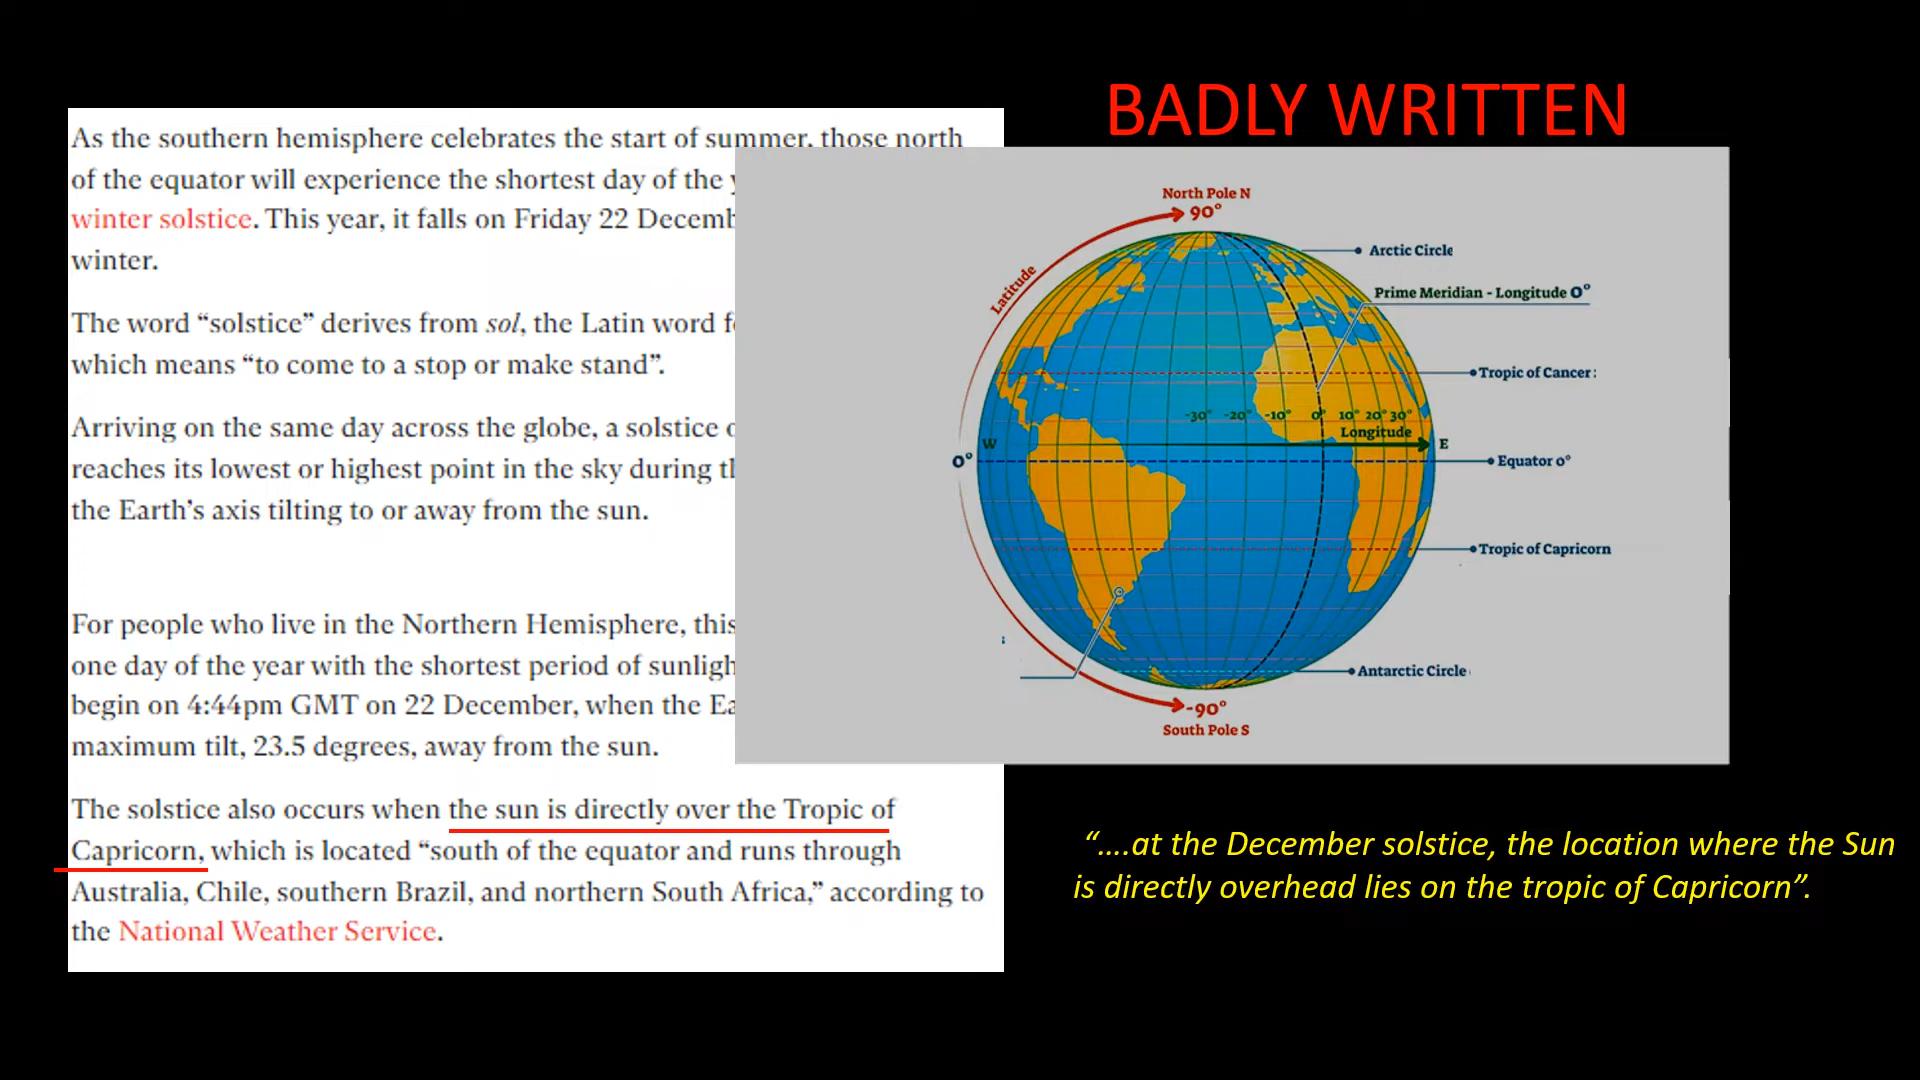 BADLY WRITTEN
As the southern hemisphere celebrates the start of summer, those north
of the equator will experience the shortest day of the
winter solstice. This year, it falls on Friday 22
winter.
The word “solstice” derives from sol, the Latin word
which means “to come to a stop or make stand”.
Arriving on the same day across the globe, a solstice
reaches its lowest or highest point in the sky during
the Earth’s axis tilting to or away from the sun.
For people who live in the Northern Hemisphere, this
one day of the year with the shortest period of
begin on 4:44pm GMT on 22 December, when the
maximum tilt, 23.5 degrees, away from the sun.
The solstice also occurs when the sun is directly over the Tropic of
Capricorn, which is located “south of the equator and runs through
Australia, Chile, southern Brazil, and northern South Africa,” according to
the National Weather Service.
North Pole N
90°
Arctic Circle
Latitude
Prime Meridian - Longitude 0°
Tropic of Cancer :
-30° -20° -10° 0° 10° 20° 30°
Longitude
W
E
0°
Equator 0°
Tropic of Capricorn
Antarctic Circle
-90°
South Pole S
“….at the December solstice, the location where the Sun
is directly overhead lies on the tropic of Capricorn”.